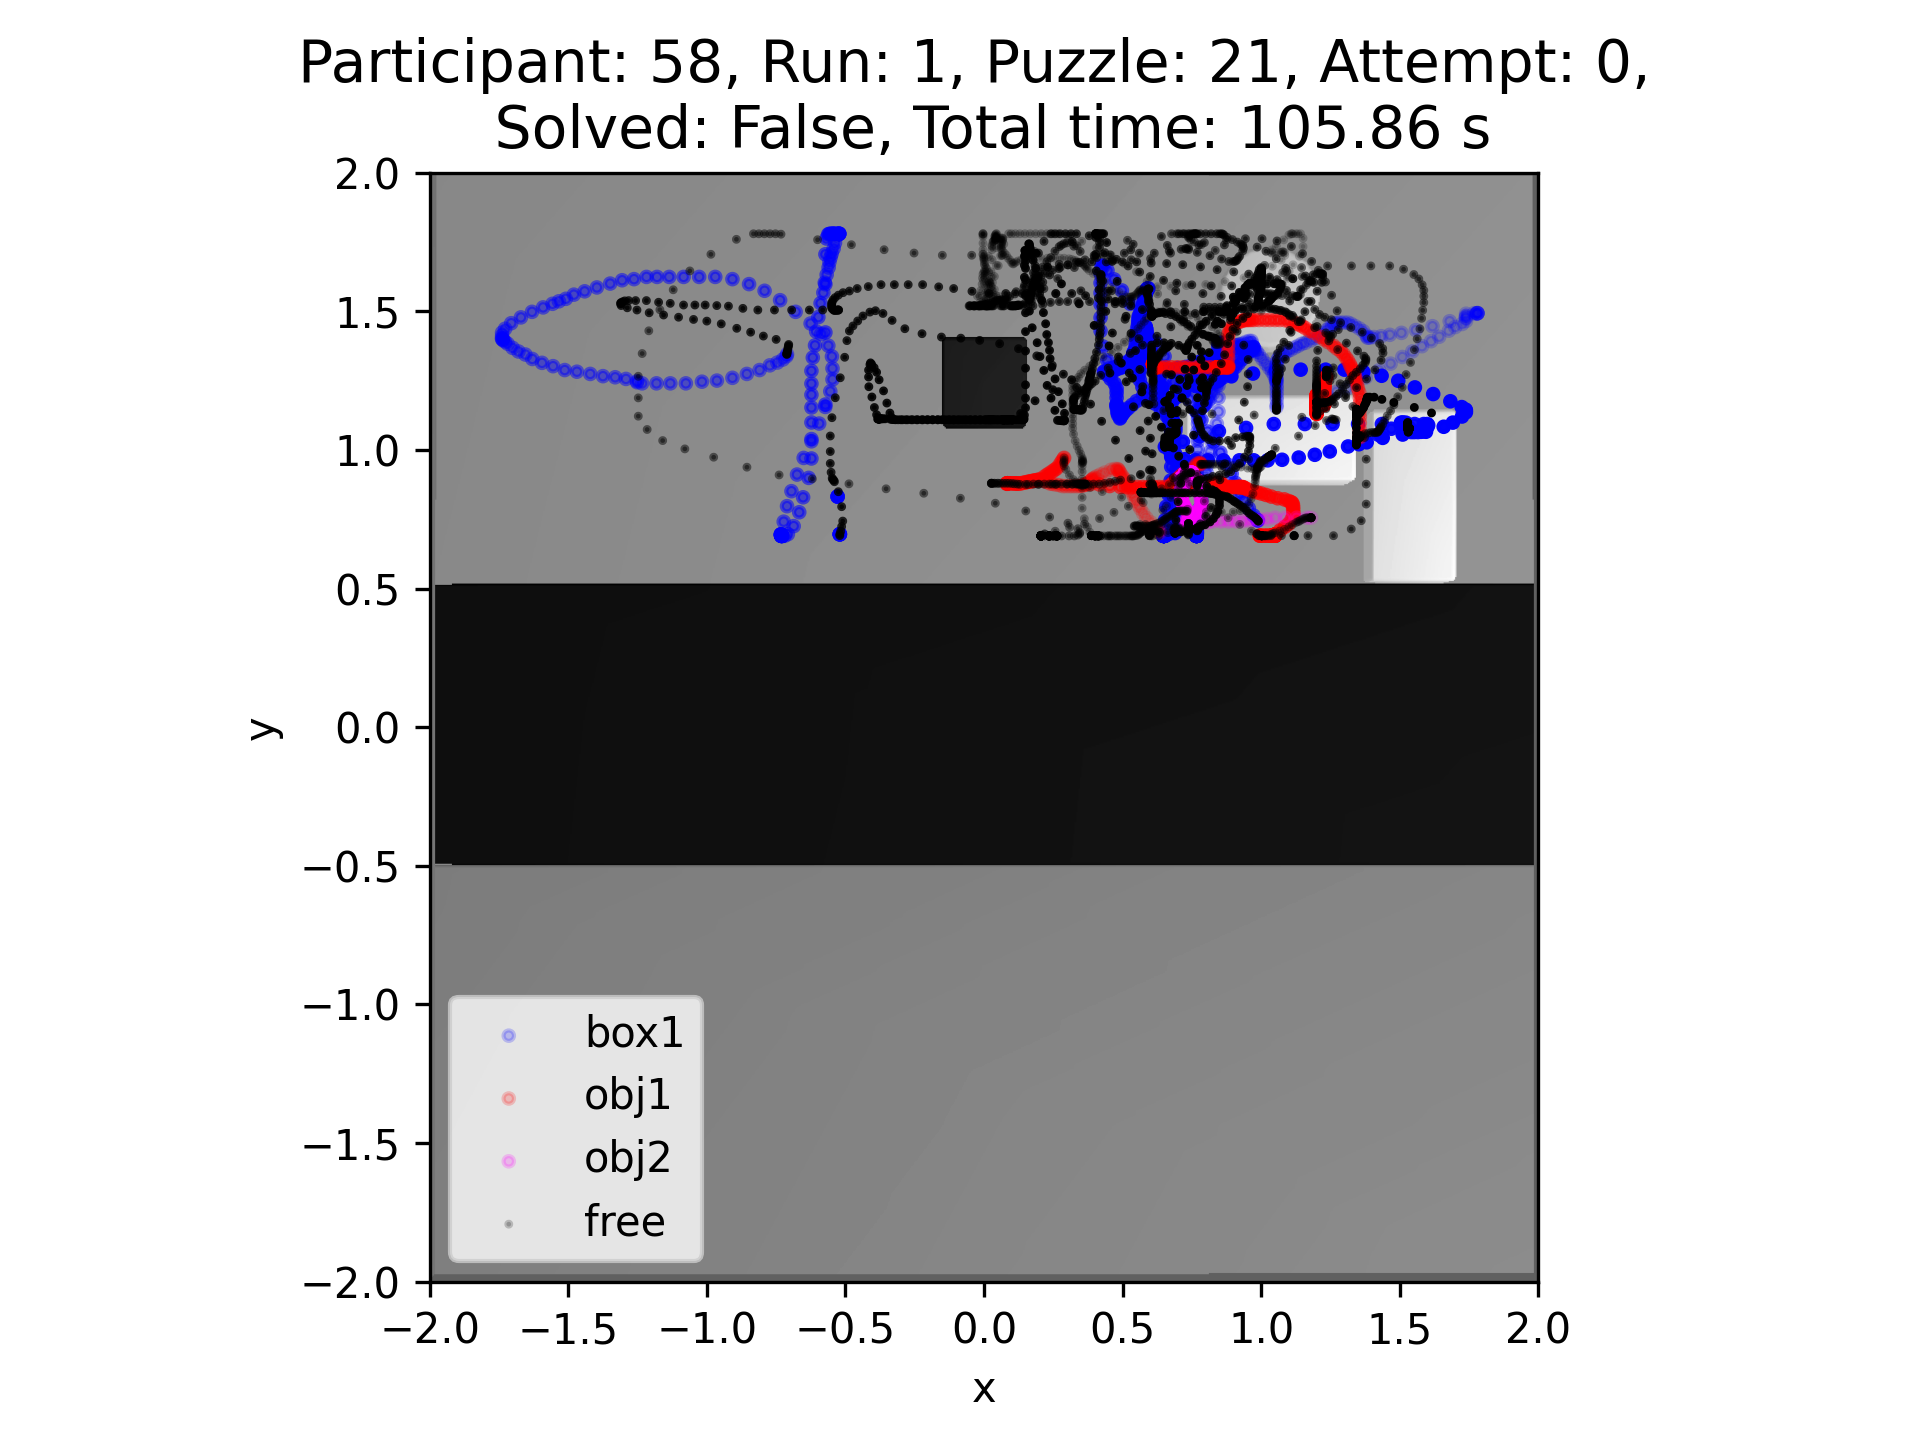 Participant: 58, Run: 1, Puzzle: 21, Attempt: 0,
Solved: False, Total time: 105.86 s
2.0
1.5
1.0
0.5
0.0
−0.5
−1.0
−1.5
−2.0
y
box1
obj1
obj2
free
−2.0 −1.5 −1.0 −0.5 0.0 0.5 1.0 1.5 2.0
x